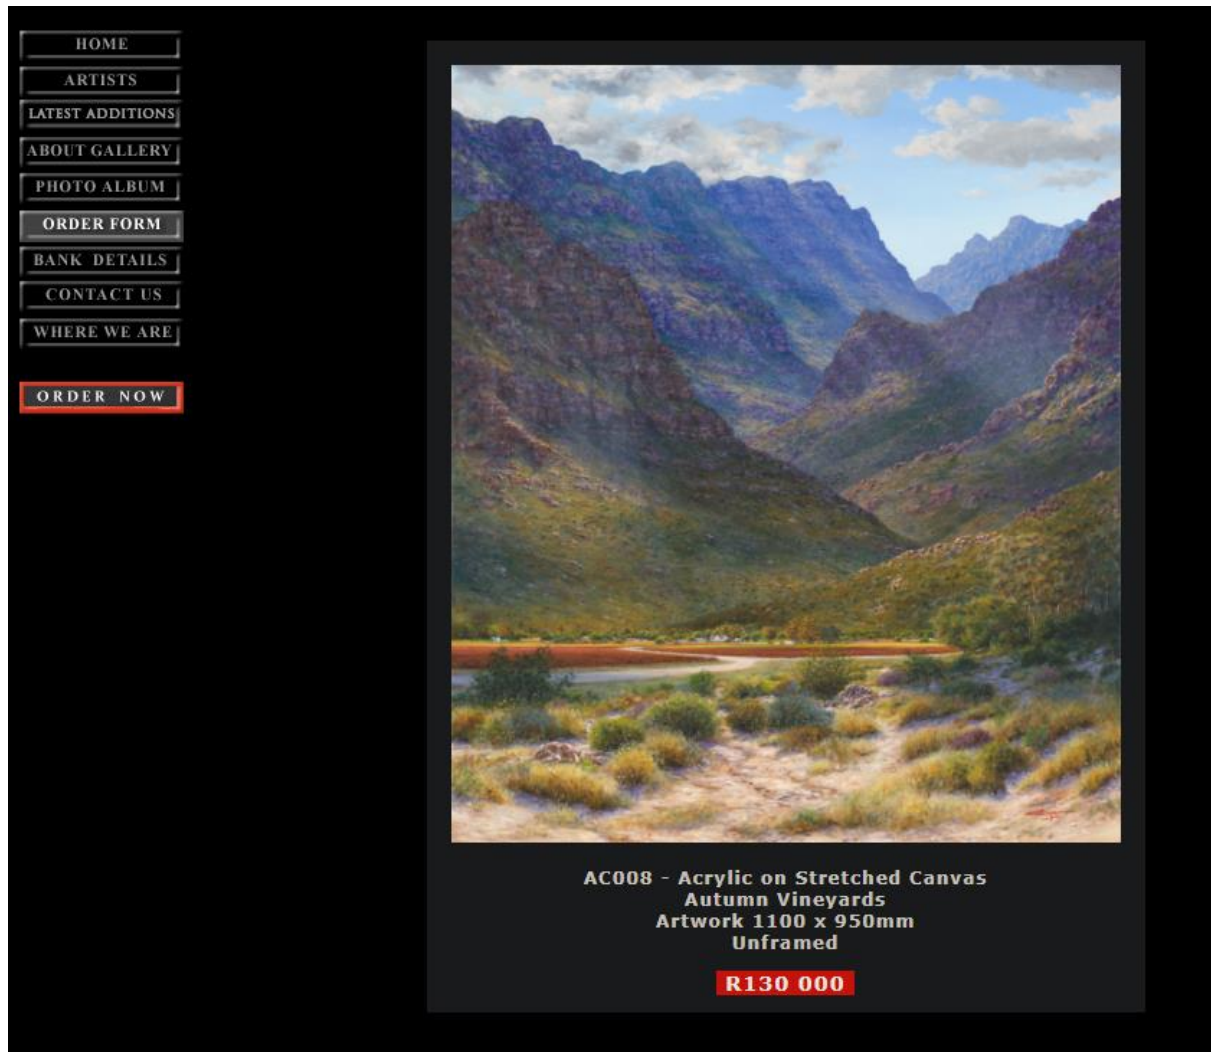 HOME
ARTISTS
LATEST ADDITIONS
ABOUT GALLERY
PHOTO ALBUM
ORDER FORM
BANK DETAILS
CONTACT US
WHERE WE ARE
ORDER NOW
AC008 - Acrylic on Stretched Canvas
Autumn Vineyards
Artwork 1100 x 950mm
Unframed
R130 000